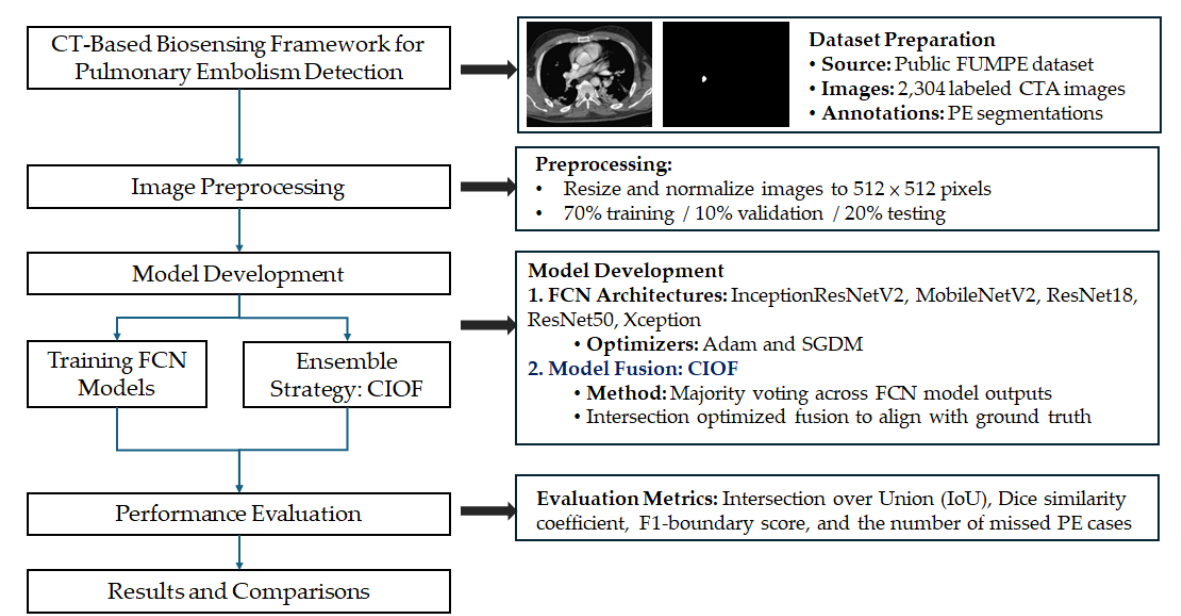 CT-Based Biosensing Framework for
Pulmonary Embolism Detection
Dataset Preparation
• Source: Public FUMPE dataset
• Images: 2,304 labeled CTA images
• Annotations: PE segmentations
Image Preprocessing
Preprocessing:
• Resize and normalize images to 512 x 512 pixels
• 70% training / 10% validation / 20% testing
Model Development
Model Development
1. FCN Architectures: InceptionResNetV2, MobileNetV2, ResNet18,
ResNet50, Xception
• Optimizers: Adam and SGDM
2. Model Fusion: CIOF
• Method: Majority voting across FCN model outputs
• Intersection optimized fusion to align with ground truth
Training FCN
Models
Ensemble
Strategy: CIOF
Performance Evaluation
Evaluation Metrics: Intersection over Union (IoU), Dice similarity
coefficient, F1-boundary score, and the number of missed PE cases
Results and Comparisons